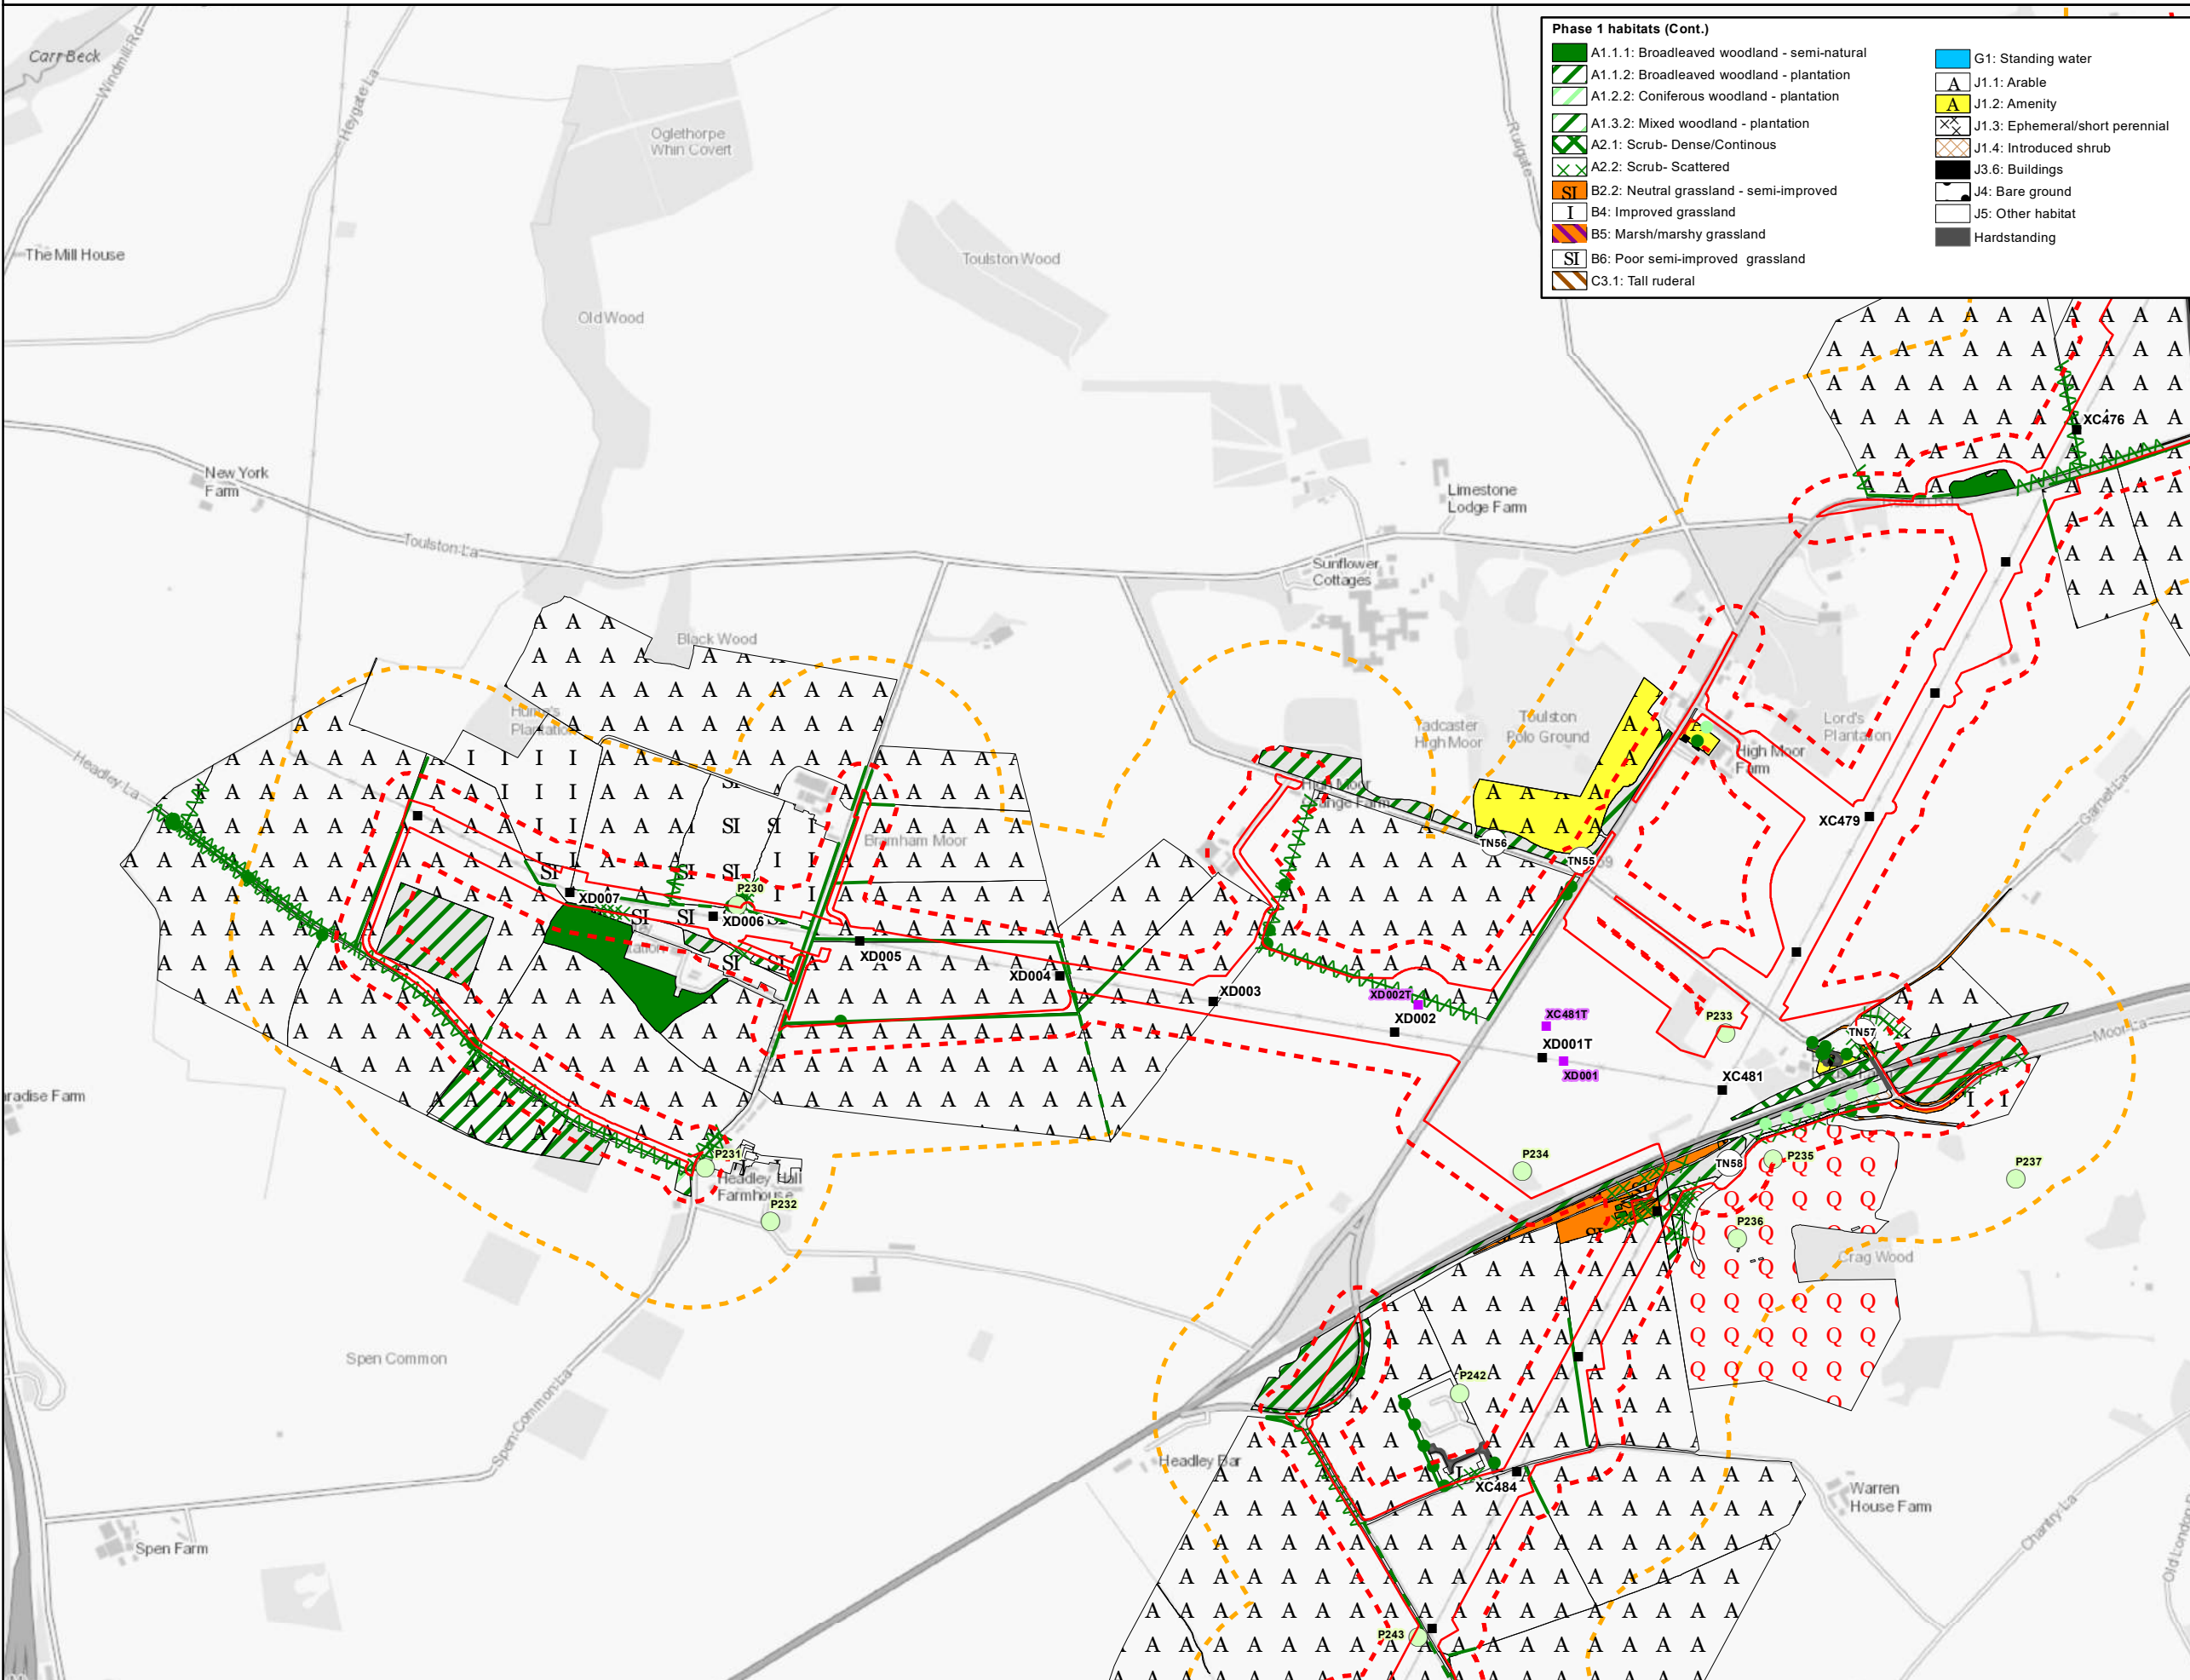 Phase 1 habitats (Cont.)
A1.1.1: Broadleaved woodland - semi-natural
A1.1.2: Broadleaved woodland - plantation
A1.2.2: Coniferous woodland - plantation
A1.3.2: Mixed woodland - plantation
A2.1: Scrub- Dense/Continous
A2.2: Scrub- Scattered
SI B2.2: Neutral grassland - semi-improved
I B4: Improved grassland
B5: Marsh/marshy grassland
SI B6: Poor semi-improved grassland
C3.1: Tall ruderal
G1: Standing water
A J1.1: Arable
A J1.2: Amenity
J1.3: Ephemeral/short perennial
J1.4: Introduced shrub
J3.6: Buildings
J4: Bare ground
J5: Other habitat
Hardstanding
Carr Beck
Windmill Rd
Heygate La
Oglethorpe
Whin Covert
Rudgate
The Mill House
Toulston Wood
Old Wood
XC476
New York
Farm
Limestone
Lodge Farm
Toulston La
Sunflower
Cottages
Black Wood
Tadcaster
High Moor
Toulston
Polo Ground
Lord's
Plantation
High Moor
Farm
Headley La
Garnet La
XC479
Bramham Moor
TN56
TN55
P230
XD007
XD006
XD005
XD004
XD003
XD002T
XD002
XC481T
XD001T
XD001
P233
XC481
TN57
Moor La
P231
Headley Hall
Farmhouse
P232
P234
TN58
P235
P237
P236
Crag Wood
Spen Common
Spen Common La
P242
Headley Bar
XC484
Warren
House Farm
Chantry La
Spen Farm
P243